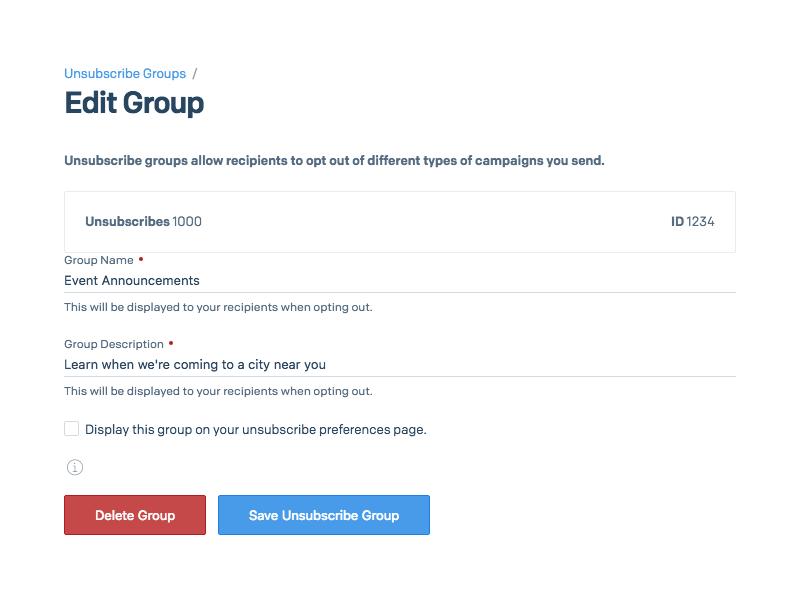 Unsubscribe Groups /
Edit Group
Unsubscribe groups allow recipients to opt out of different types of campaigns you send.
Unsubscribes 1000 ID 1234
Group Name •
Event Announcements
This will be displayed to your recipients when opting out.
Group Description •
Learn when we're coming to a city near you
This will be displayed to your recipients when opting out.
Display this group on your unsubscribe preferences page.
Delete Group Save Unsubscribe Group